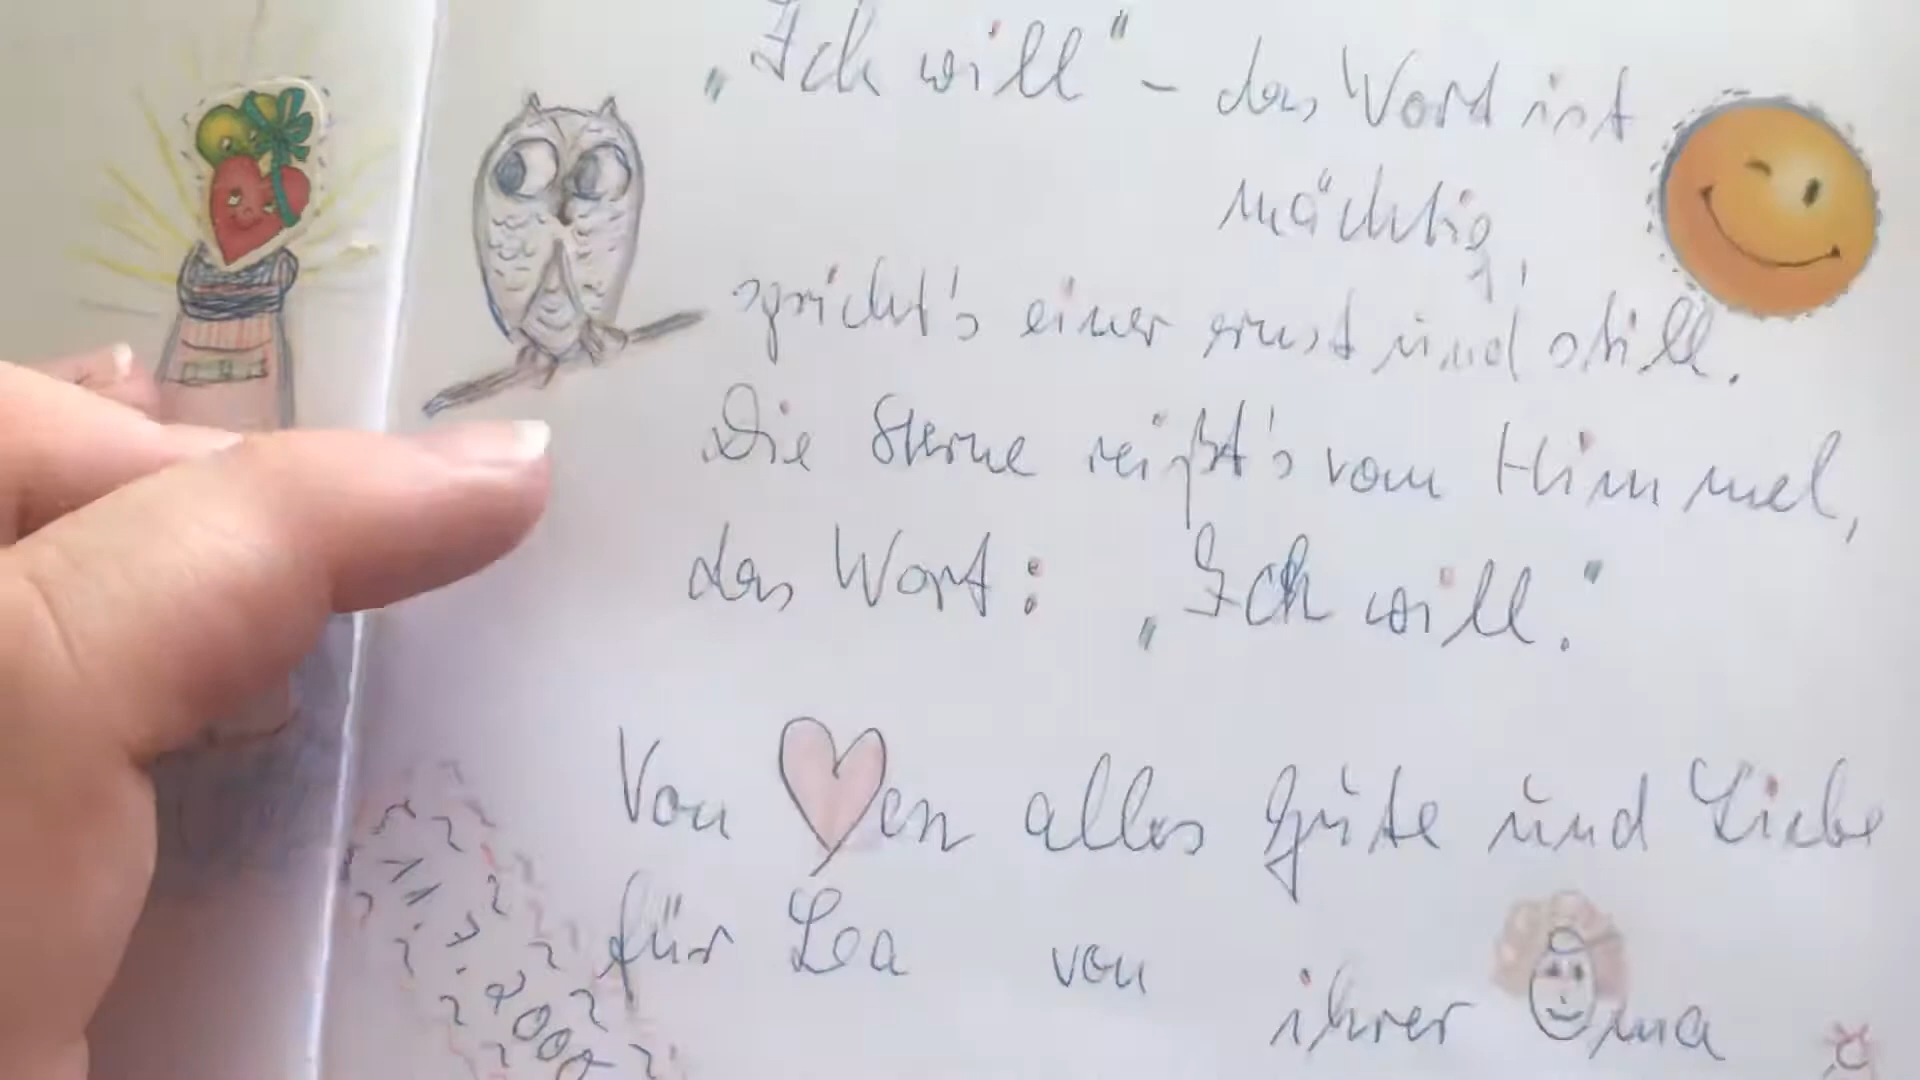 „Ich will" – das Wort ist
mächtig,
spricht's einer ernst und still.
Die Sterne reißt's vom Himmel,
das Wort: „Ich will."
Von ♥en alles Gute und Liebe
für Lea von
ihrer Oma